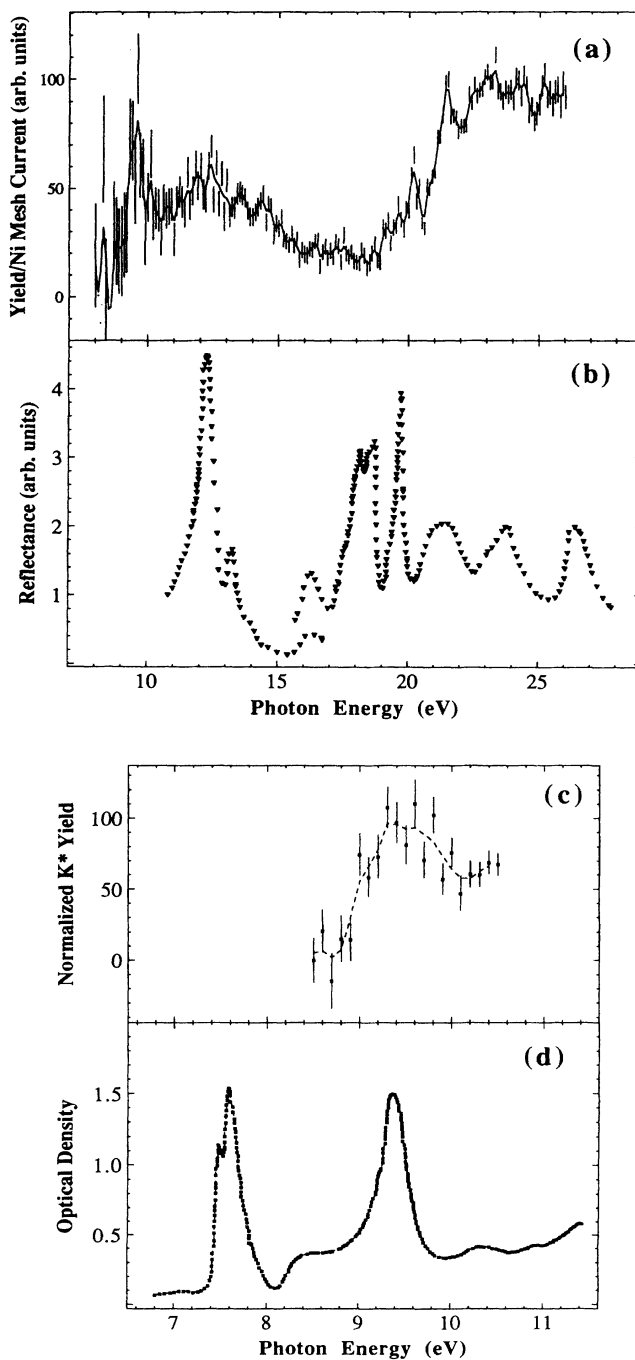 (a)
Yield/Ni Mesh Current (arb. units)
100
50
0
(b)
Reflectance (arb. units)
4
3
2
1
10 15 20 25
Photon Energy (eV)
(c)
Normalized K* Yield
100
50
0
(d)
Optical Density
1.5
1.0
0.5
7 8 9 10 11
Photon Energy (eV)